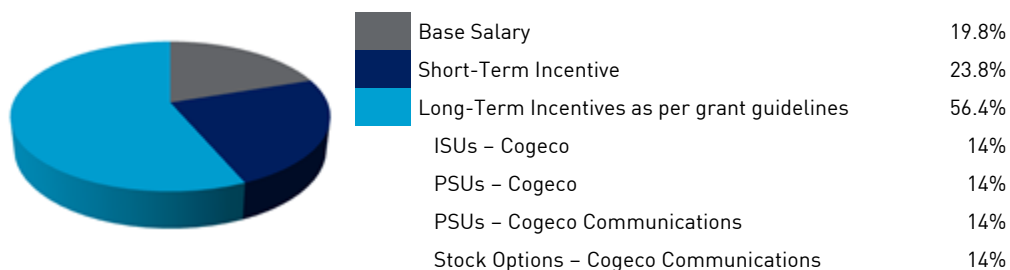 Base Salary 19.8%
Short-Term Incentive 23.8%
Long-Term Incentives as per grant guidelines 56.4%
ISUs – Cogeco 14%
PSUs – Cogeco 14%
PSUs – Cogeco Communications 14%
Stock Options – Cogeco Communications 14%